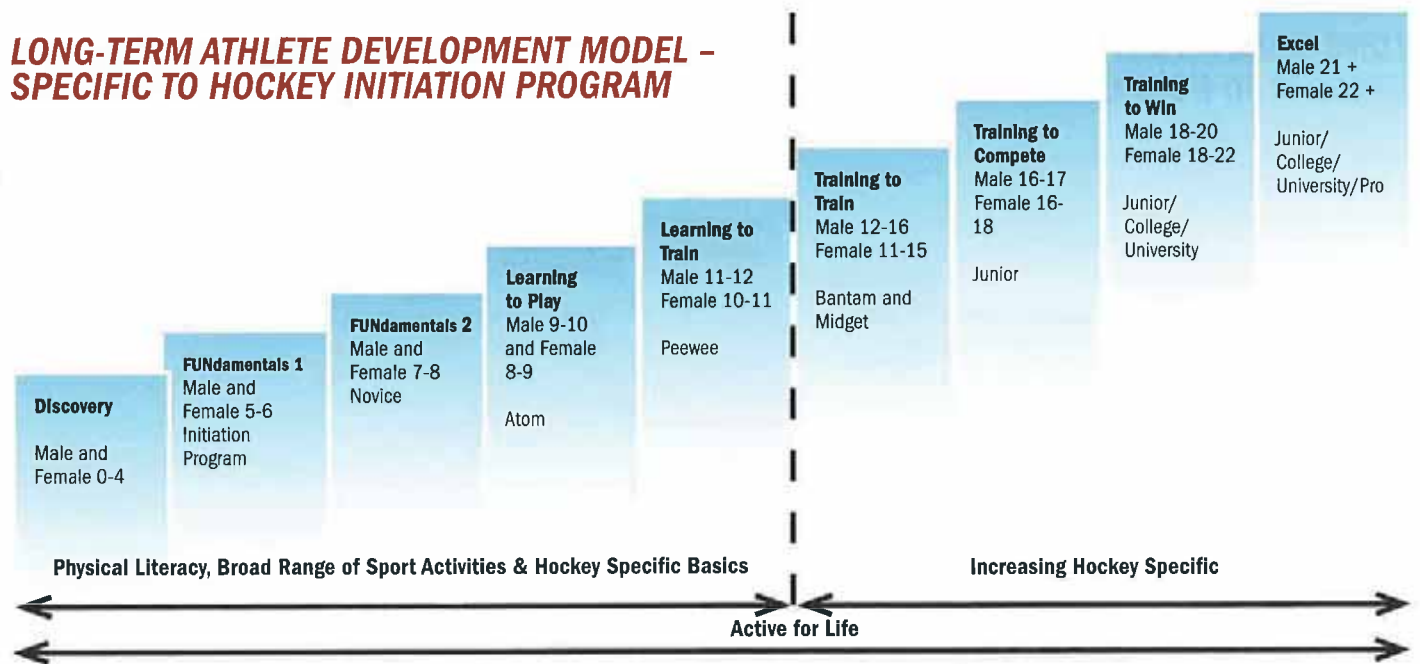 LONG-TERM ATHLETE DEVELOPMENT MODEL –
SPECIFIC TO HOCKEY INITIATION PROGRAM
Discovery
Male and
Female 0-4
FUNdamentals 1
Male and
Female 5-6
Initiation
Program
FUNdamentals 2
Male and
Female 7-8
Novice
Learning
to Play
Male 9-10
and Female
8-9
Atom
Learning to
Train
Male 11-12
Female 10-11
Peewee
Training to
Train
Male 12-16
Female 11-15
Bantam and
Midget
Training to
Compete
Male 16-17
Female 16-
18
Junior
Training
to Win
Male 18-20
Female 18-22
Junior/
College/
University
Excel
Male 21 +
Female 22 +
Junior/
College/
University/Pro
Physical Literacy, Broad Range of Sport Activities & Hockey Specific Basics
Increasing Hockey Specific
Active for Life